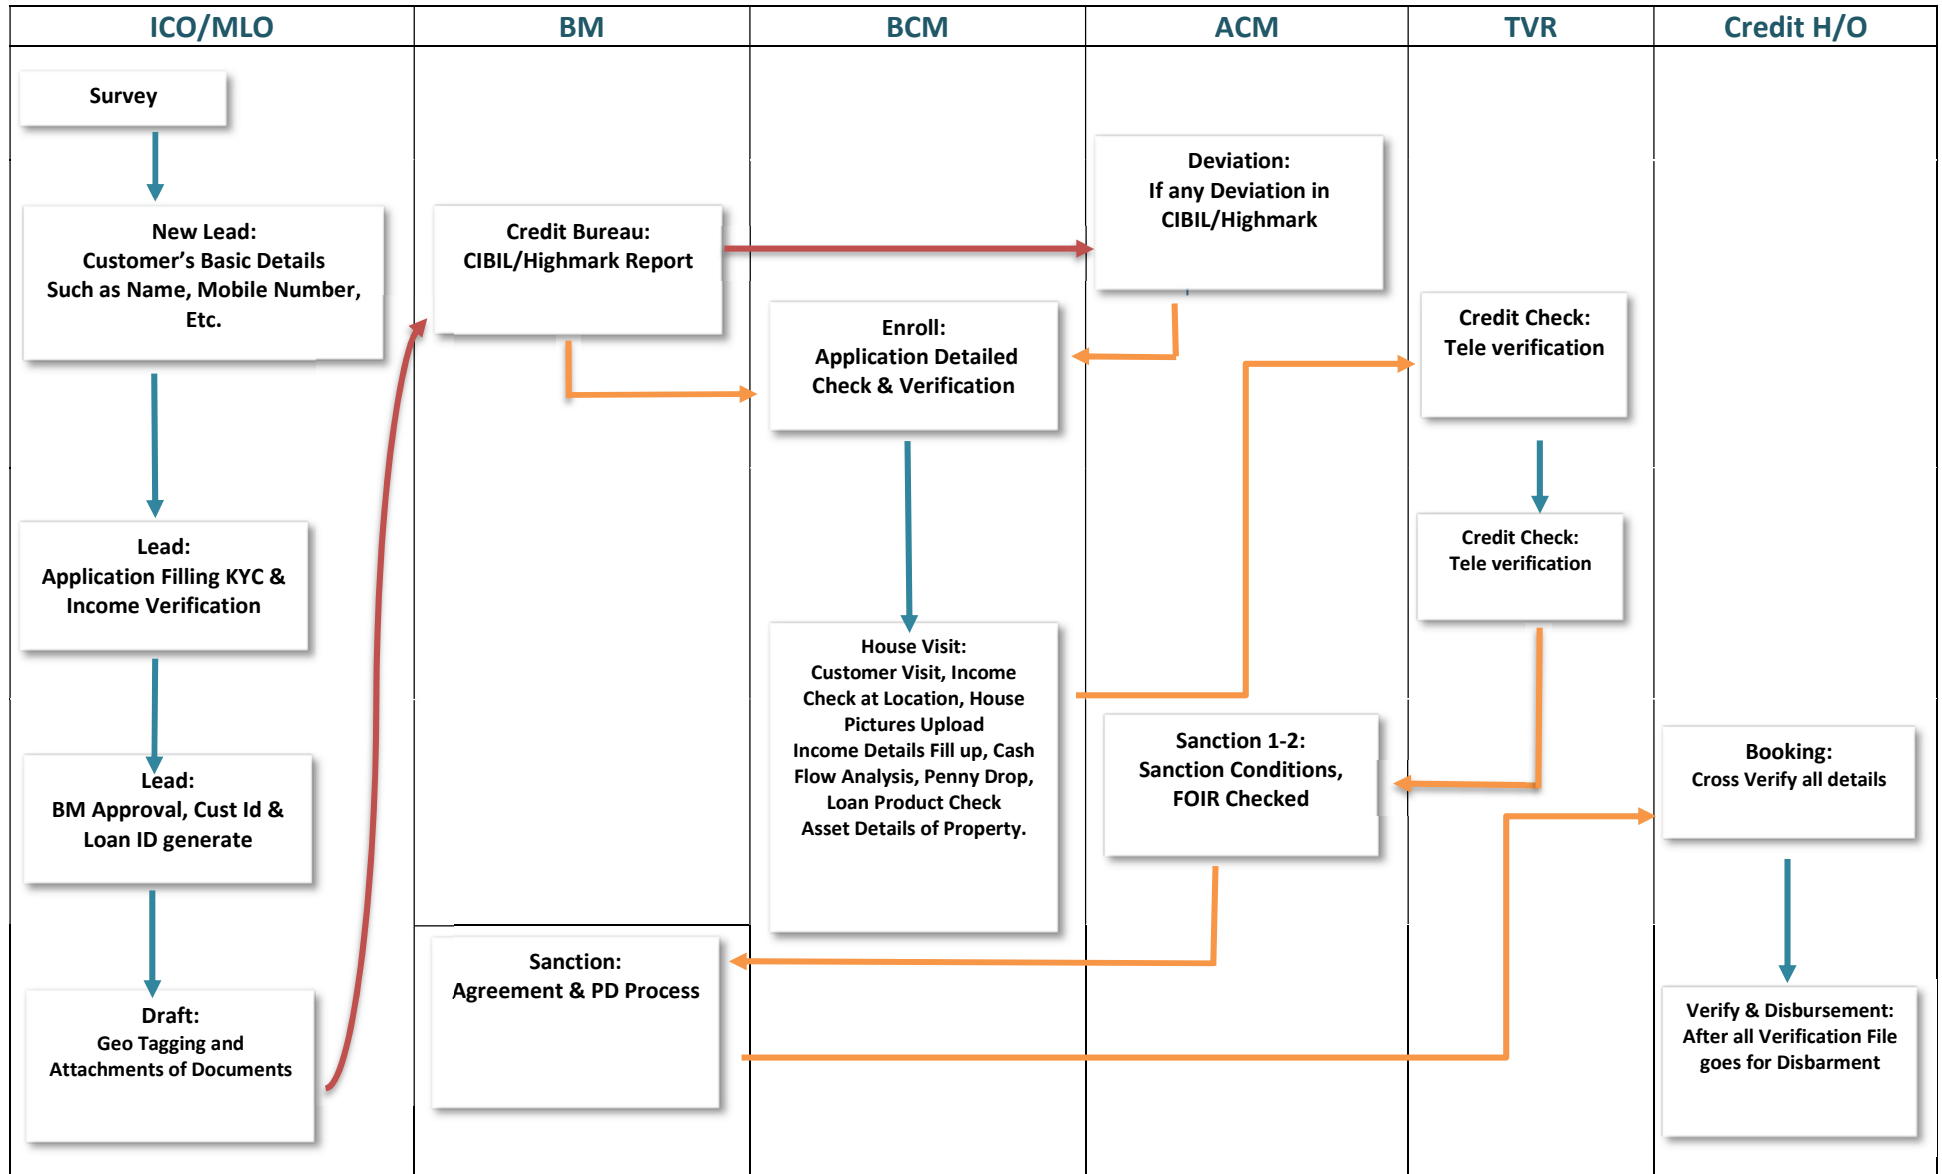 ICO/MLO
BM
BCM
ACM
TVR
Credit H/O
Survey
New Lead:
Customer’s Basic Details
Such as Name, Mobile Number,
Etc.
Lead:
Application Filling KYC &
Income Verification
Lead:
BM Approval, Cust Id &
Loan ID generate
Draft:
Geo Tagging and
Attachments of Documents
Credit Bureau:
CIBIL/Highmark Report
Sanction:
Agreement & PD Process
Enroll:
Application Detailed
Check & Verification
House Visit:
Customer Visit, Income
Check at Location, House
Pictures Upload
Income Details Fill up, Cash
Flow Analysis, Penny Drop,
Loan Product Check
Asset Details of Property.
Deviation:
If any Deviation in
CIBIL/Highmark
Sanction 1-2:
Sanction Conditions,
FOIR Checked
Credit Check:
Tele verification
Credit Check:
Tele verification
Booking:
Cross Verify all details
Verify & Disbursement:
After all Verification File
goes for Disbarment